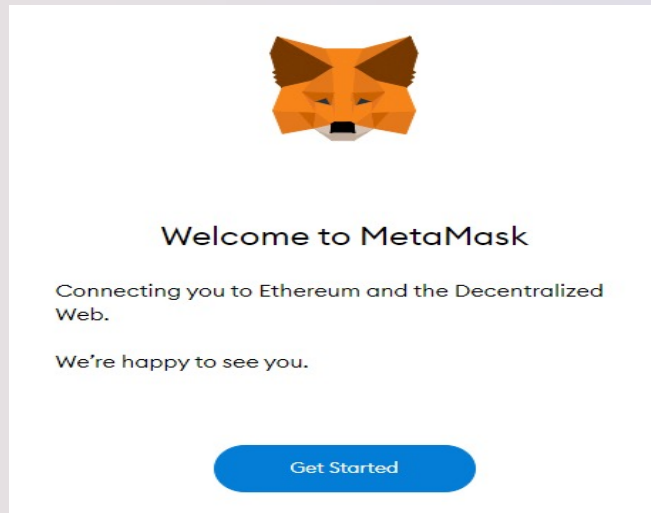 Welcome to MetaMask
Connecting you to Ethereum and the Decentralized
Web.
We're happy to see you.
Get Started